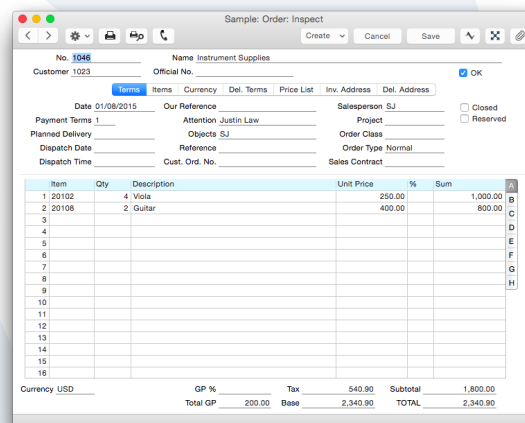 Sample: Order: Inspect
Create Cancel Save
No. 1046 Name Instrument Supplies
Customer 1023 Official No. OK
Terms Items Currency Del. Terms Price List Inv. Address Del. Address
Date 01/08/2015 Our Reference Salesperson SJ Closed
Payment Terms 1 Attention Justin Law Project Reserved
Planned Delivery Objects SJ Order Class
Dispatch Date Reference Order Type Normal
Dispatch Time Cust. Ord. No. Sales Contract
Item Qty Description Unit Price % Sum A
1 20102 4 Viola 250.00 1,000.00 B
2 20108 2 Guitar 400.00 800.00
3 C
4 D
5 E
6 F
7 G
8 H
9
10
11
12
13
14
15
16
Currency USD GP % Tax 540.90 Subtotal 1,800.00
Total GP 200.00 Base 2,340.90 TOTAL 2,340.90